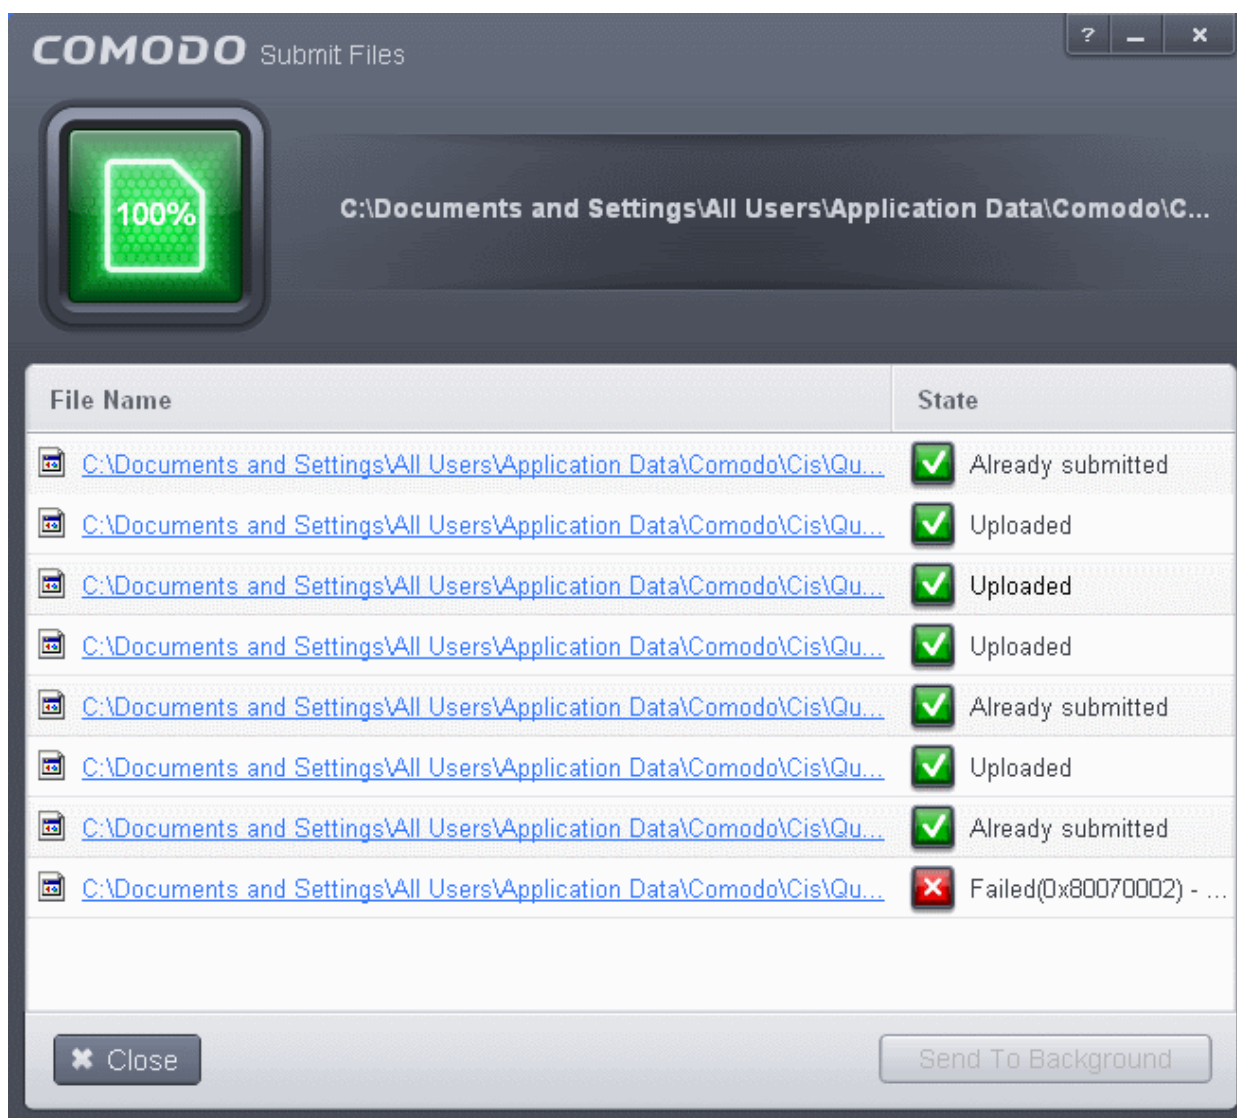 COMODO Submit Files
? 
100%
C:\Documents and Settings\All Users\Application Data\Comodo\C...
File Name State
C:\Documents and Settings\All Users\Application Data\Comodo\Cis\Qu... Already submitted
C:\Documents and Settings\All Users\Application Data\Comodo\Cis\Qu... Uploaded
C:\Documents and Settings\All Users\Application Data\Comodo\Cis\Qu... Uploaded
C:\Documents and Settings\All Users\Application Data\Comodo\Cis\Qu... Uploaded
C:\Documents and Settings\All Users\Application Data\Comodo\Cis\Qu... Already submitted
C:\Documents and Settings\All Users\Application Data\Comodo\Cis\Qu... Uploaded
C:\Documents and Settings\All Users\Application Data\Comodo\Cis\Qu... Already submitted
C:\Documents and Settings\All Users\Application Data\Comodo\Cis\Qu... Failed(0x80070002) - ...
Close Send To Background